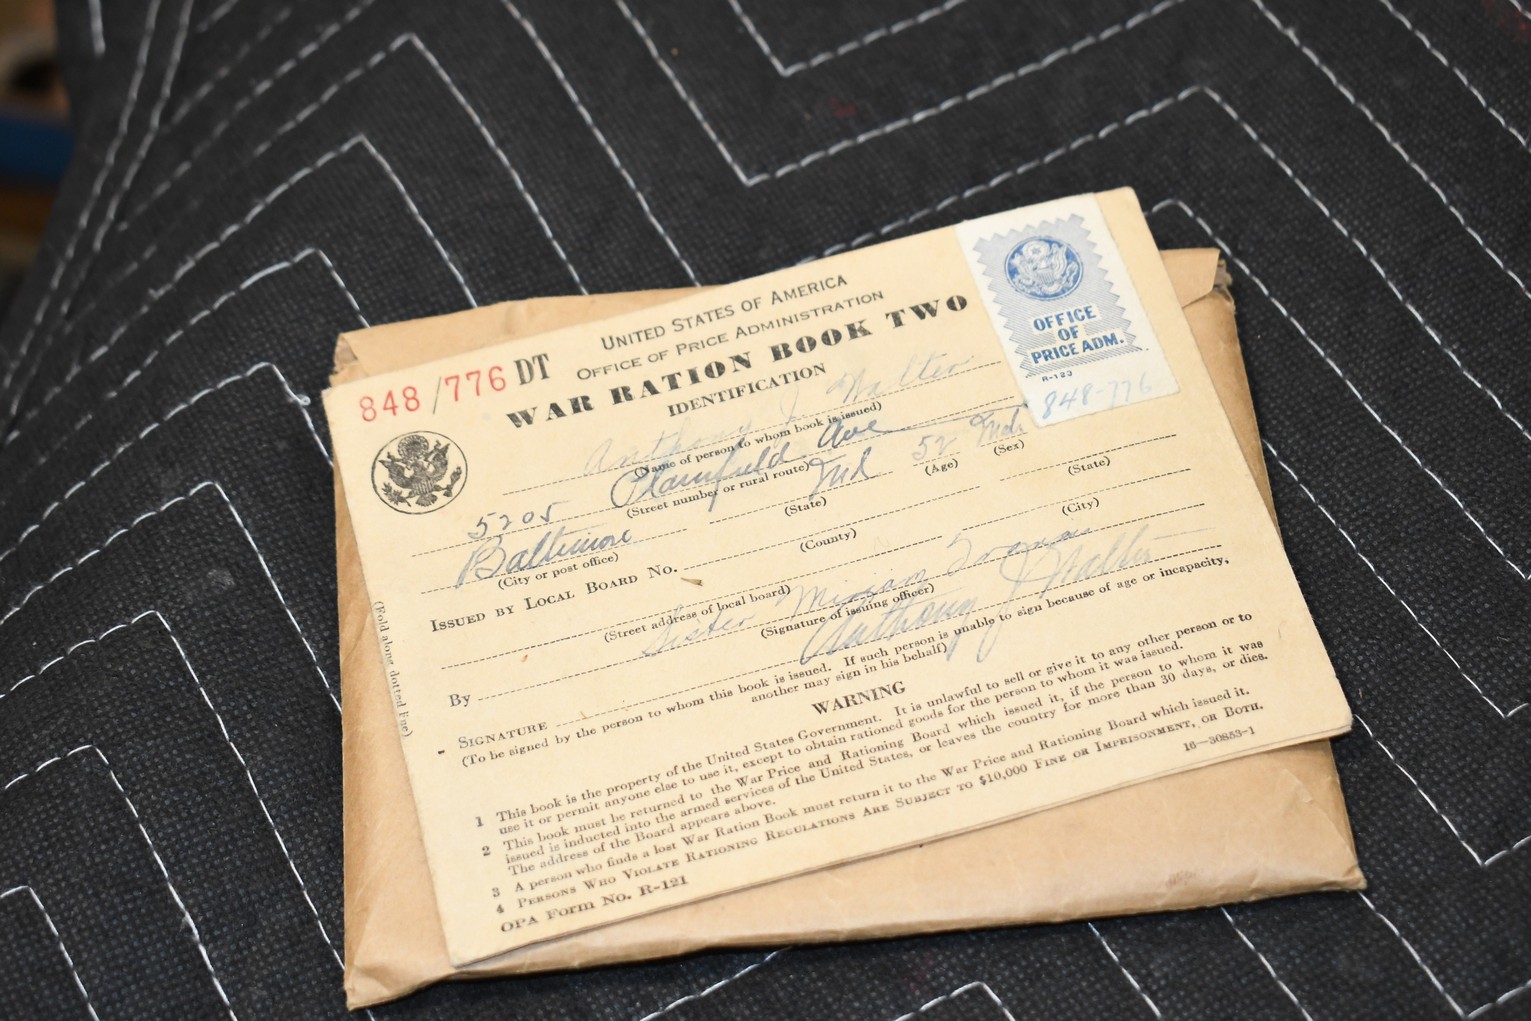 848/776 DT
UNITED STATES OF AMERICA
OFFICE OF PRICE ADMINISTRATION
WAR RATION BOOK TWO
IDENTIFICATION
OFFICE
OF
PRICE ADM.
R-123
848-776
Anthony J. Walter
(Name of person to whom book is issued)
5205 Plainfield Ave
(Street number or rural route)
Baltimore Md 52
(City or post office) (State) (Age) (Sex)
ISSUED BY LOCAL BOARD NO.
(County) (State)
(Street address of local board) (City)
By Sister Miriam
(Signature of issuing officer)
SIGNATURE Anthony J Walter
(To be signed by the person to whom this book is issued. If such person is unable to sign because of age or incapacity,
another may sign in his behalf)
WARNING
1 This book is the property of the United States Government. It is unlawful to sell or give it to any other person or to
use it or permit anyone else to use it, except to obtain rationed goods for the person to whom it was issued.
2 This book must be returned to the War Price and Rationing Board which issued it, if the person to whom it was
issued is inducted into the armed services of the United States, or leaves the country for more than 30 days, or dies.
The address of the Board appears above.
3 A person who finds a lost War Ration Book must return it to the War Price and Rationing Board which issued it.
4 PERSONS WHO VIOLATE RATIONING REGULATIONS ARE SUBJECT TO $10,000 FINE OR IMPRISONMENT, OR BOTH.
OPA Form No. R-121
16—30853-1
(Fold along dotted line)